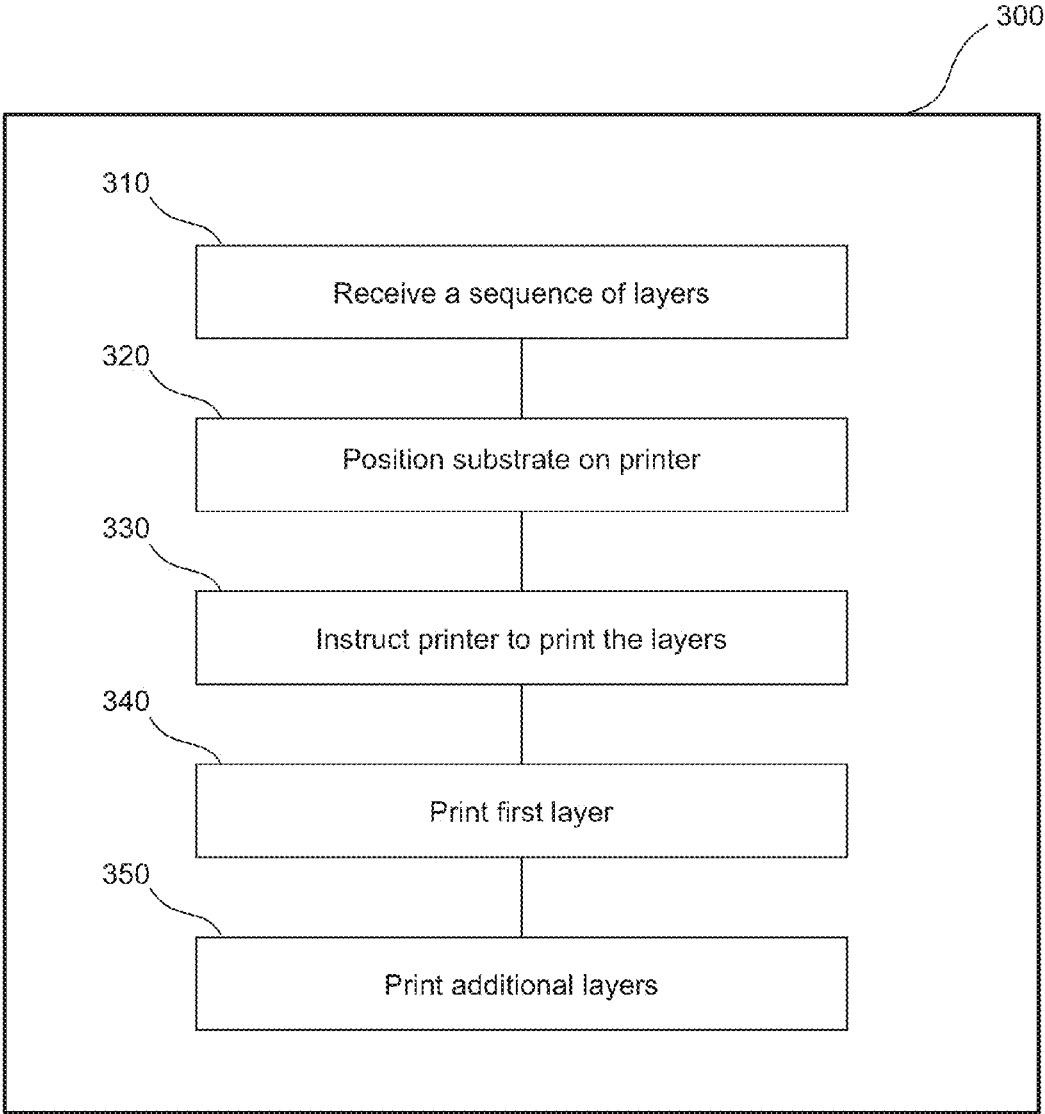 300
310
Receive a sequence of layers
320
Position substrate on printer
330
Instruct printer to print the layers
340
Print first layer
350
Print additional layers